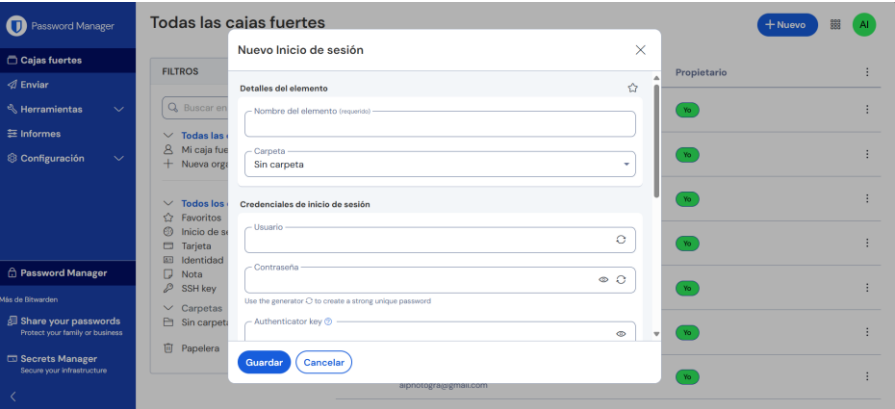 Password Manager
Todas las cajas fuertes
Nuevo
AI
Cajas fuertes
Enviar
Herramientas
Informes
Configuración
Password Manager
Más de Bitwarden
Share your passwords
Protect your family or business
Secrets Manager
Secure your infrastructure
FILTROS
Buscar en
Todas las
Mi caja fue
Nueva orga
Todos los
Favoritos
Inicio de se
Tarjeta
Identidad
Nota
SSH key
Carpetas
Sin carpeta
Papelera
Nuevo Inicio de sesión
Detalles del elemento
Nombre del elemento (requerido)
Carpeta
Sin carpeta
Credenciales de inicio de sesión
Usuario
Contraseña
Use the generator to create a strong unique password
Authenticator key
Guardar
Cancelar
Propietario
Yo
Yo
Yo
Yo
Yo
Yo
Yo